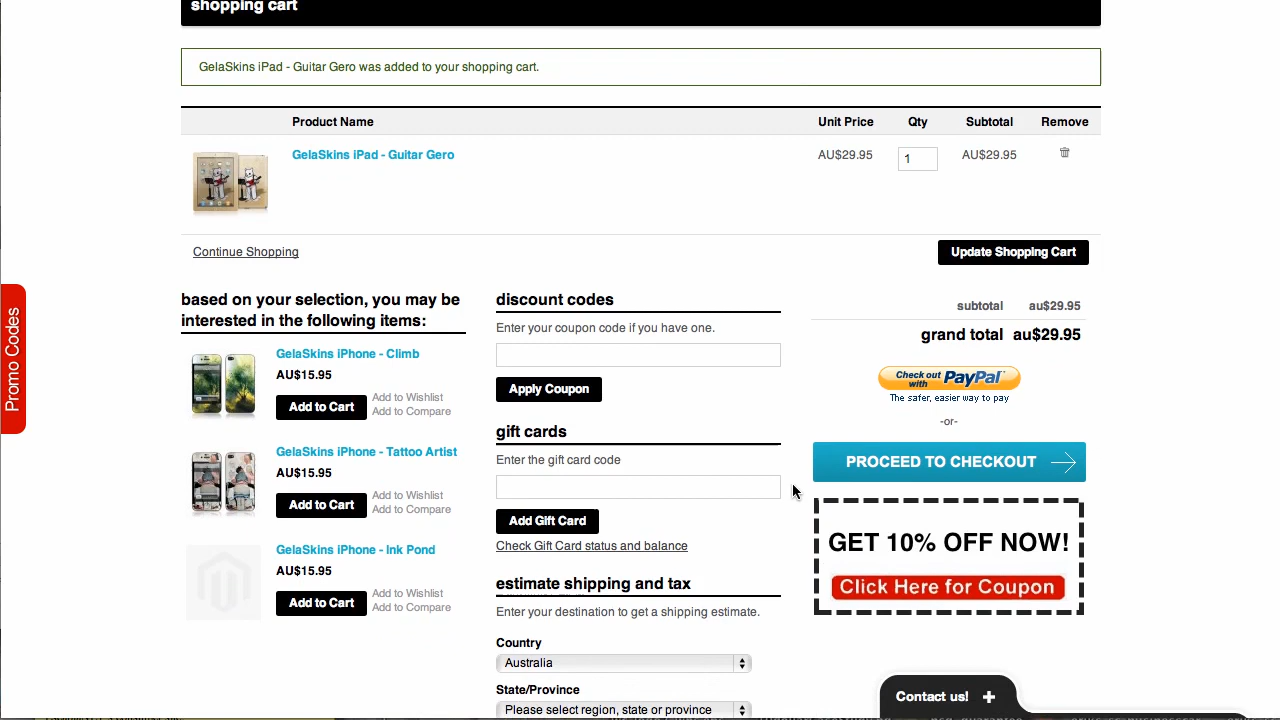 shopping cart
GelaSkins iPad - Guitar Gero was added to your shopping cart.
Product Name Unit Price Qty Subtotal Remove
GelaSkins iPad - Guitar Gero AU$29.95 1 AU$29.95
Continue Shopping
Update Shopping Cart
based on your selection, you may be
interested in the following items:
GelaSkins iPhone - Climb
AU$15.95
Add to Cart
Add to Wishlist
Add to Compare
GelaSkins iPhone - Tattoo Artist
AU$15.95
Add to Cart
Add to Wishlist
Add to Compare
GelaSkins iPhone - Ink Pond
AU$15.95
Add to Cart
Add to Wishlist
Add to Compare
discount codes
Enter your coupon code if you have one.
Apply Coupon
gift cards
Enter the gift card code
Add Gift Card
Check Gift Card status and balance
estimate shipping and tax
Enter your destination to get a shipping estimate.
Country
Australia
State/Province
Please select region, state or province
subtotal au$29.95
grand total au$29.95
Check out
with PayPal
The safer, easier way to pay
-or-
PROCEED TO CHECKOUT
GET 10% OFF NOW!
Click Here for Coupon
Promo Codes
Contact us! +